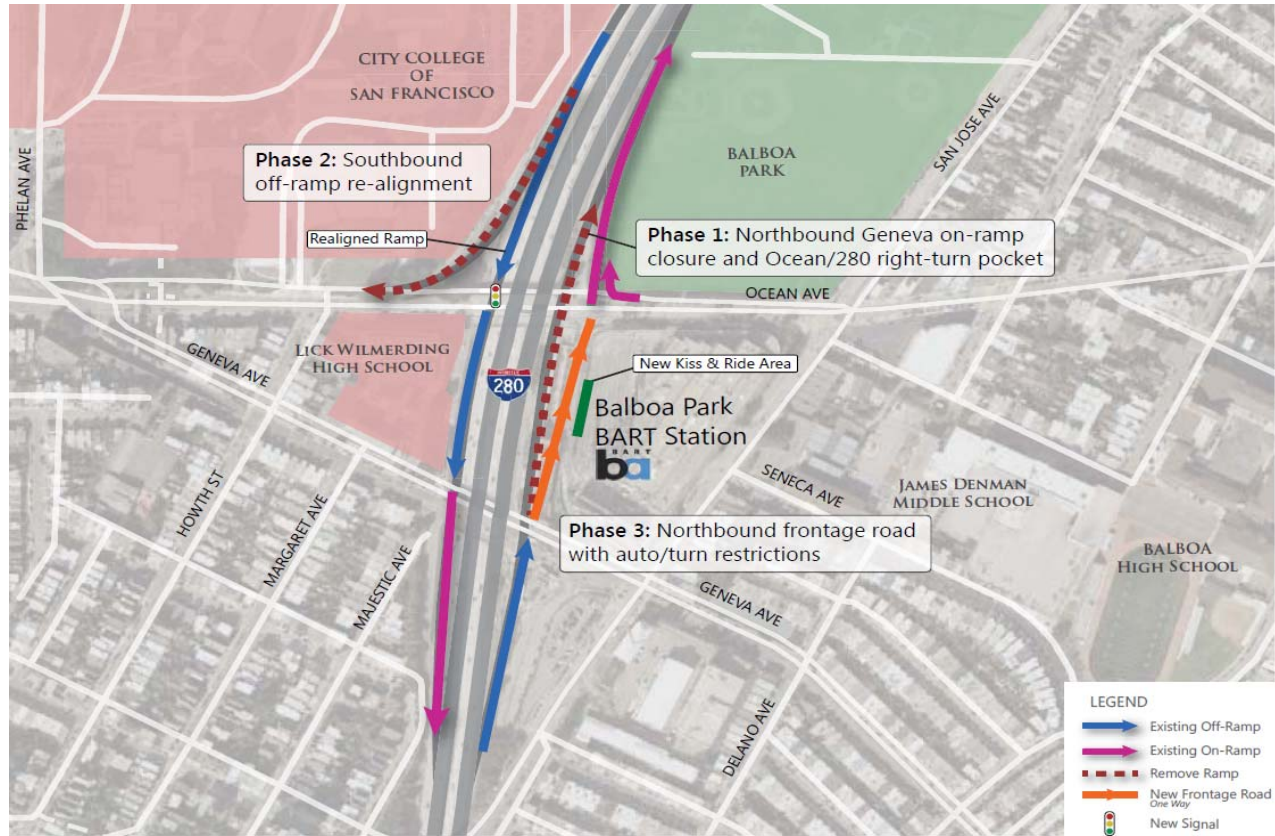 CITY COLLEGE
OF
SAN FRANCISCO
PHELAN AVE
Phase 2: Southbound
off-ramp re-alignment
BALBOA
PARK
SAN JOSE AVE
Realigned Ramp
Phase 1: Northbound Geneva on-ramp
closure and Ocean/280 right-turn pocket
OCEAN AVE
GENEVA AVE
LICK WILMERDING
HIGH SCHOOL
INTERSTATE
280
New Kiss & Ride Area
Balboa Park
BART Station
BART
ba
HOWTH ST
MARGARET AVE
MAJESTIC AVE
SENECA AVE
JAMES DENMAN
MIDDLE SCHOOL
Phase 3: Northbound frontage road
with auto/turn restrictions
BALBOA
HIGH SCHOOL
GENEVA AVE
DELANO AVE
LEGEND
Existing Off-Ramp
Existing On-Ramp
Remove Ramp
New Frontage Road
One Way
New Signal